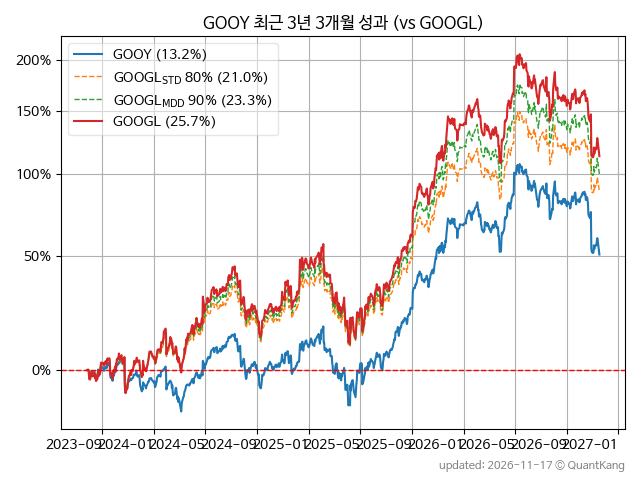 GOOY 최근 3년 3개월 성과 (vs GOOGL)
200%
150%
100%
50%
0%
GOOY (13.2%)
GOOGLSTD 80% (21.0%)
GOOGLMDD 90% (23.3%)
GOOGL (25.7%)
2023-09 2024-01 2024-05 2024-09 2025-01 2025-05 2025-09 2026-01 2026-05 2026-09 2027-01
updated: 2026-11-17 © QuantKang